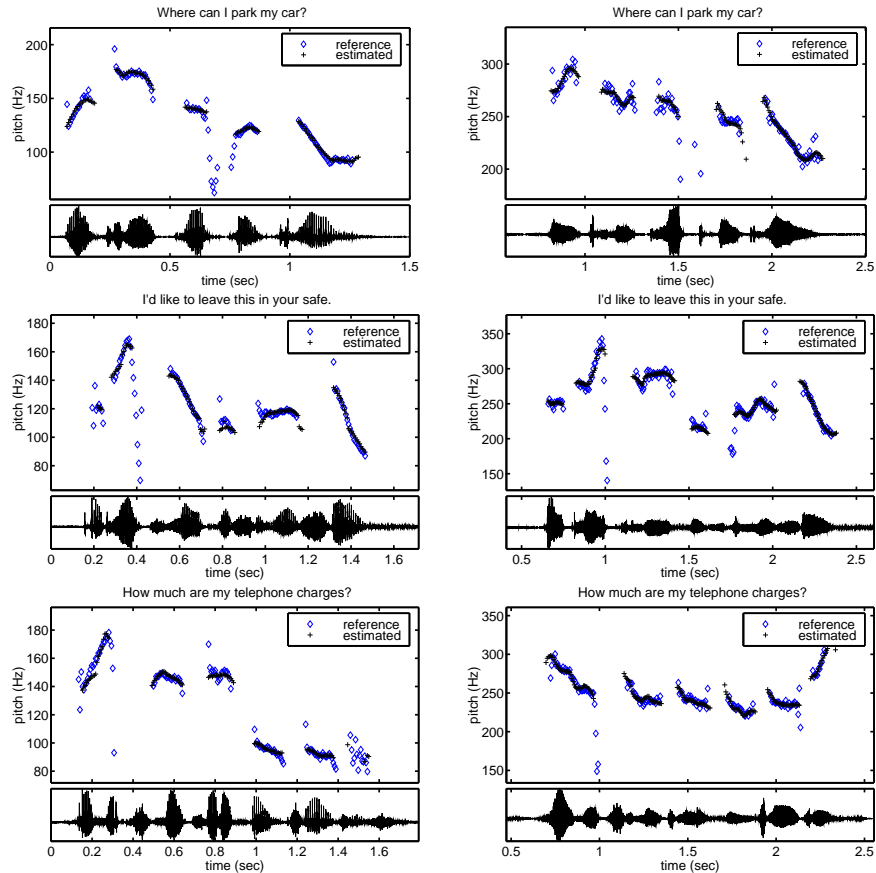 Where can I park my car?
200
150
100
pitch (Hz)
reference
estimated
0 0.5 1 1.5
time (sec)
Where can I park my car?
300
250
200
pitch (Hz)
reference
estimated
1 1.5 2 2.5
time (sec)
I'd like to leave this in your safe.
180
160
140
120
100
80
pitch (Hz)
reference
estimated
0 0.2 0.4 0.6 0.8 1 1.2 1.4 1.6
time (sec)
I'd like to leave this in your safe.
350
300
250
200
150
pitch (Hz)
reference
estimated
0.5 1 1.5 2 2.5
time (sec)
How much are my telephone charges?
180
160
140
120
100
80
pitch (Hz)
reference
estimated
0 0.2 0.4 0.6 0.8 1 1.2 1.4 1.6
time (sec)
How much are my telephone charges?
350
300
250
200
150
pitch (Hz)
reference
estimated
0.5 1 1.5 2 2.5
time (sec)